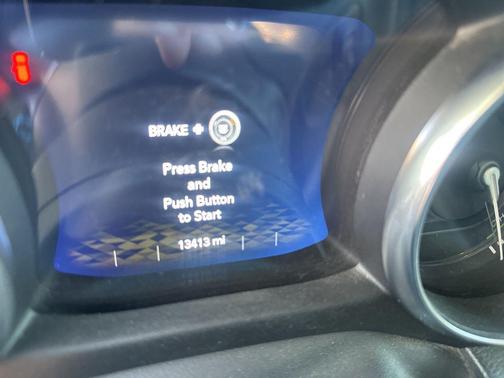 BRAKE +
Press Brake
and
Push Button
to Start
13413 mi